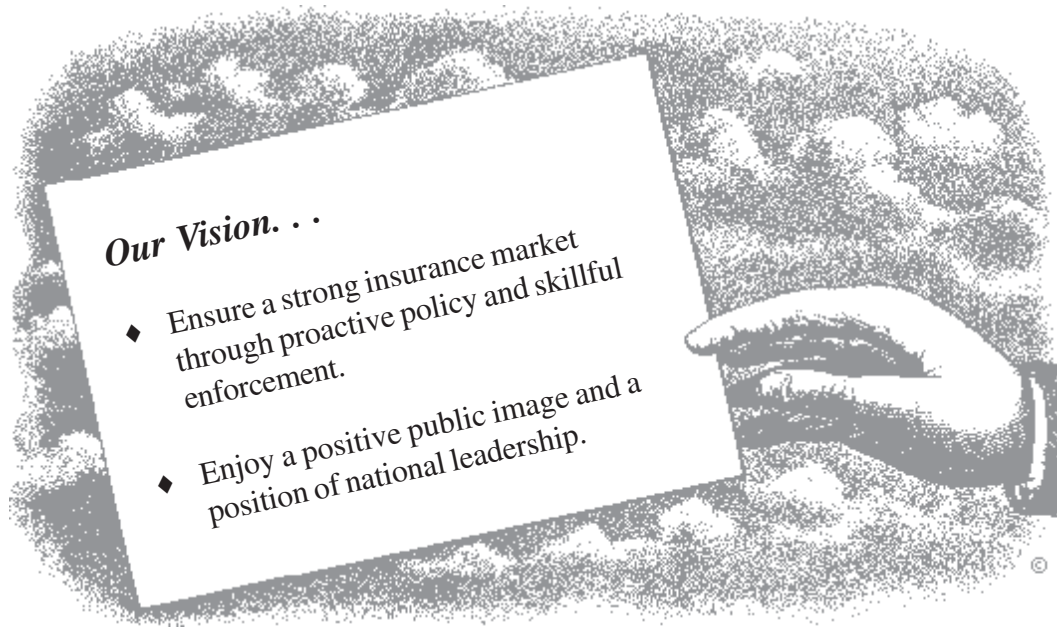 Our Vision. . .
♦ Ensure a strong insurance market
through proactive policy and skillful
enforcement.
♦ Enjoy a positive public image and a
position of national leadership.
©